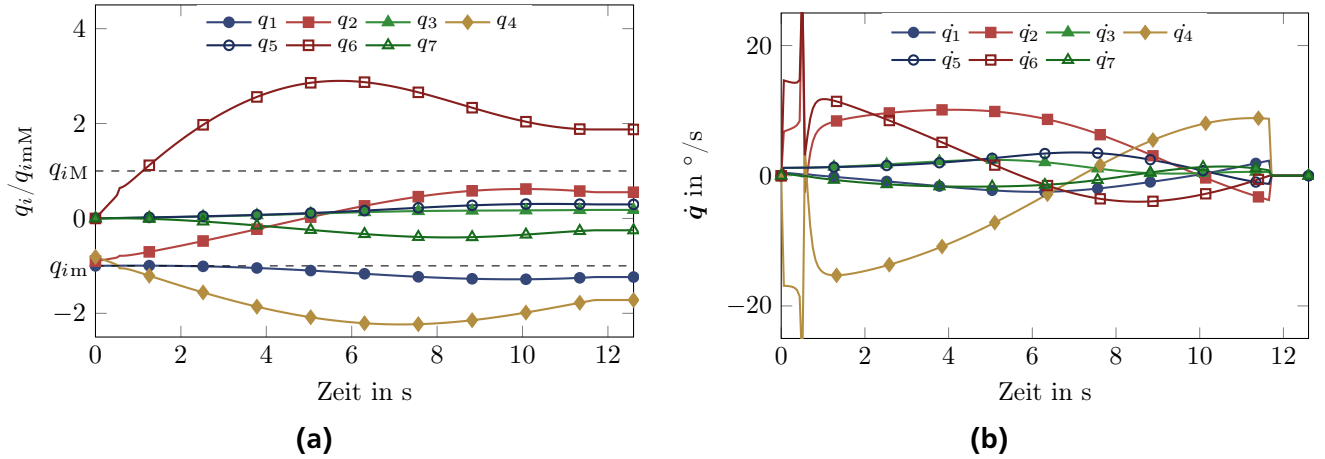 q1 q2 q3 q4
q5 q6 q7
4
2
qiM
0
qim
−2
qi/qimM
0 2 4 6 8 10 12
Zeit in s
(a)
q̇1 q̇2 q̇3 q̇4
q̇5 q̇6 q̇7
20
0
−20
q̇ in °/s
0 2 4 6 8 10 12
Zeit in s
(b)